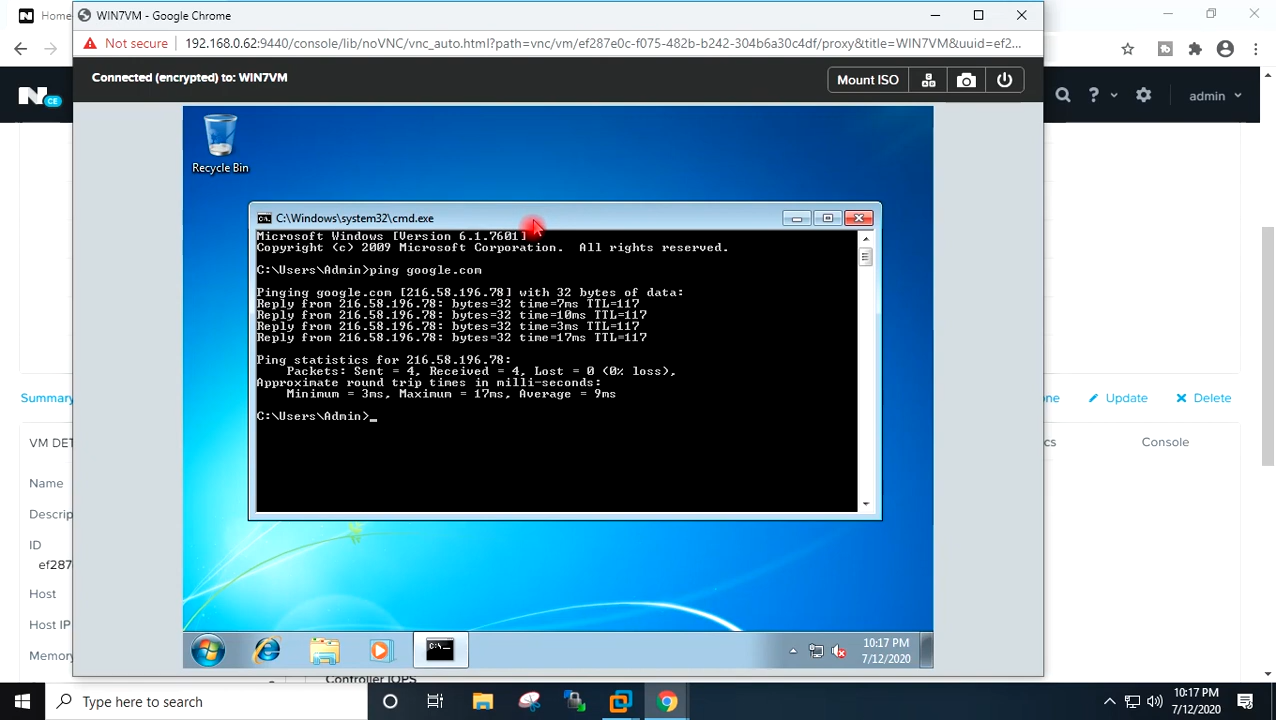 Home
WIN7VM - Google Chrome
Not secure
192.168.0.62:9440/console/lib/noVNC/vnc_auto.html?path=vnc/vm/ef287e0c-f075-482b-b242-304b6a30c4df/proxy&title=WIN7VM&uuid=ef2...
N CE
Connected (encrypted) to: WIN7VM
Mount ISO
? admin
Recycle Bin
C:\Windows\system32\cmd.exe
Microsoft Windows [Version 6.1.7601]
Copyright (c) 2009 Microsoft Corporation. All rights reserved.
C:\Users\Admin>ping google.com
Pinging google.com [216.58.196.78] with 32 bytes of data:
Reply from 216.58.196.78: bytes=32 time=7ms TTL=117
Reply from 216.58.196.78: bytes=32 time=10ms TTL=117
Reply from 216.58.196.78: bytes=32 time=3ms TTL=117
Reply from 216.58.196.78: bytes=32 time=17ms TTL=117
Ping statistics for 216.58.196.78:
Packets: Sent = 4, Received = 4, Lost = 0 (0% loss),
Approximate round trip times in milli-seconds:
Minimum = 3ms, Maximum = 17ms, Average = 9ms
C:\Users\Admin>_
Summary
one Update Delete
VM DET
cs Console
Name
Descrip
ID
ef287
Host
Host IP
Memory
10:17 PM
7/12/2020
Controller IOPS
Type here to search
10:17 PM
7/12/2020